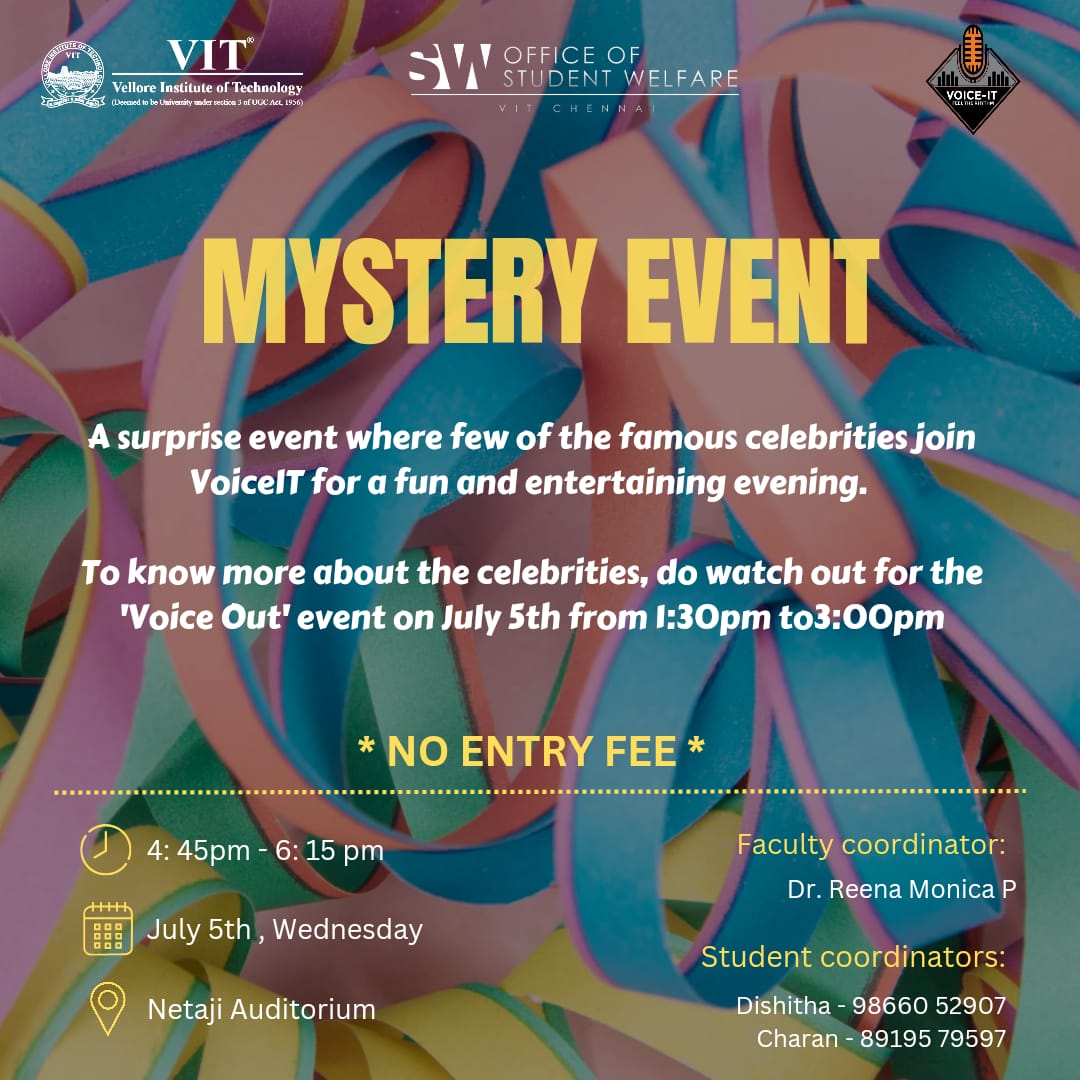 VIT®
Vellore Institute of Technology
(Deemed to be University under section 3 of UGC Act, 1956)
SW OFFICE OF
STUDENT WELFARE
VIT CHENNAI
VOICE-IT
FEEL THE RHYTHM
MYSTERY EVENT
A surprise event where few of the famous celebrities join
VoiceIT for a fun and entertaining evening.
To know more about the celebrities, do watch out for the
'Voice Out' event on July 5th from 1:30pm to3:00pm
* NO ENTRY FEE *
4: 45pm - 6: 15 pm
July 5th , Wednesday
Netaji Auditorium
Faculty coordinator:
Dr. Reena Monica P
Student coordinators:
Dishitha - 98660 52907
Charan - 89195 79597